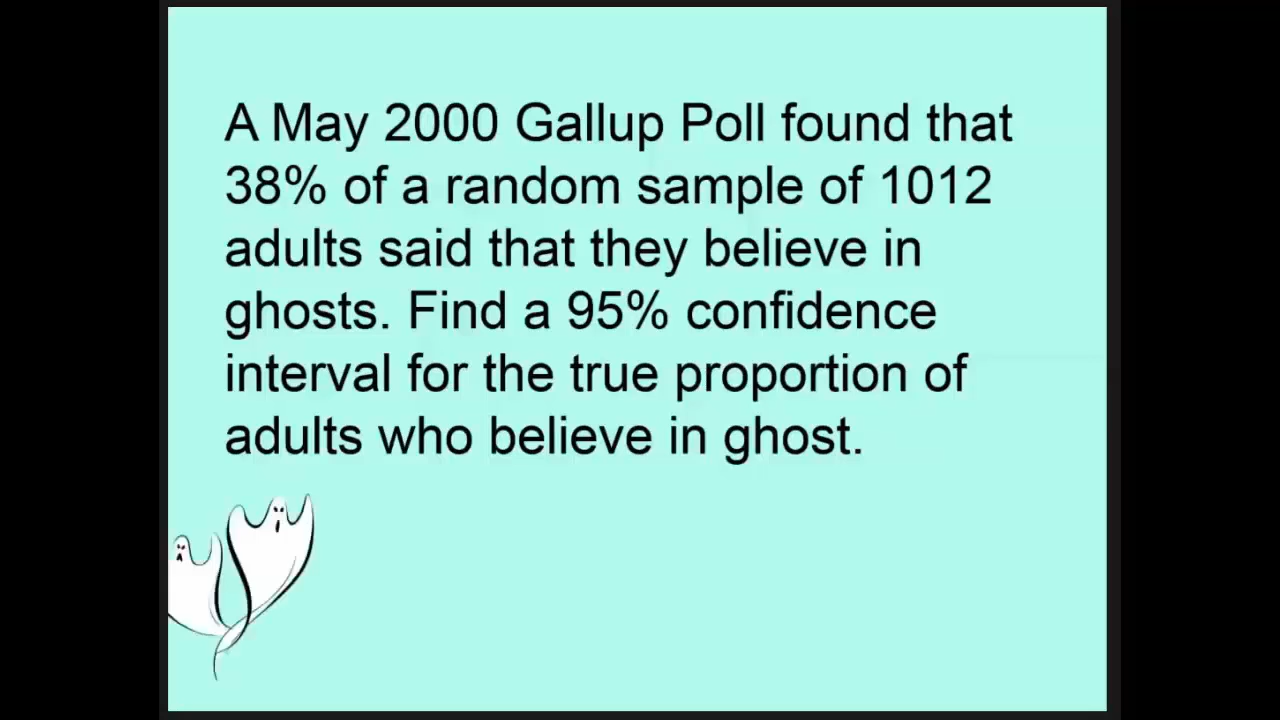 A May 2000 Gallup Poll found that
38% of a random sample of 1012
adults said that they believe in
ghosts. Find a 95% confidence
interval for the true proportion of
adults who believe in ghost.